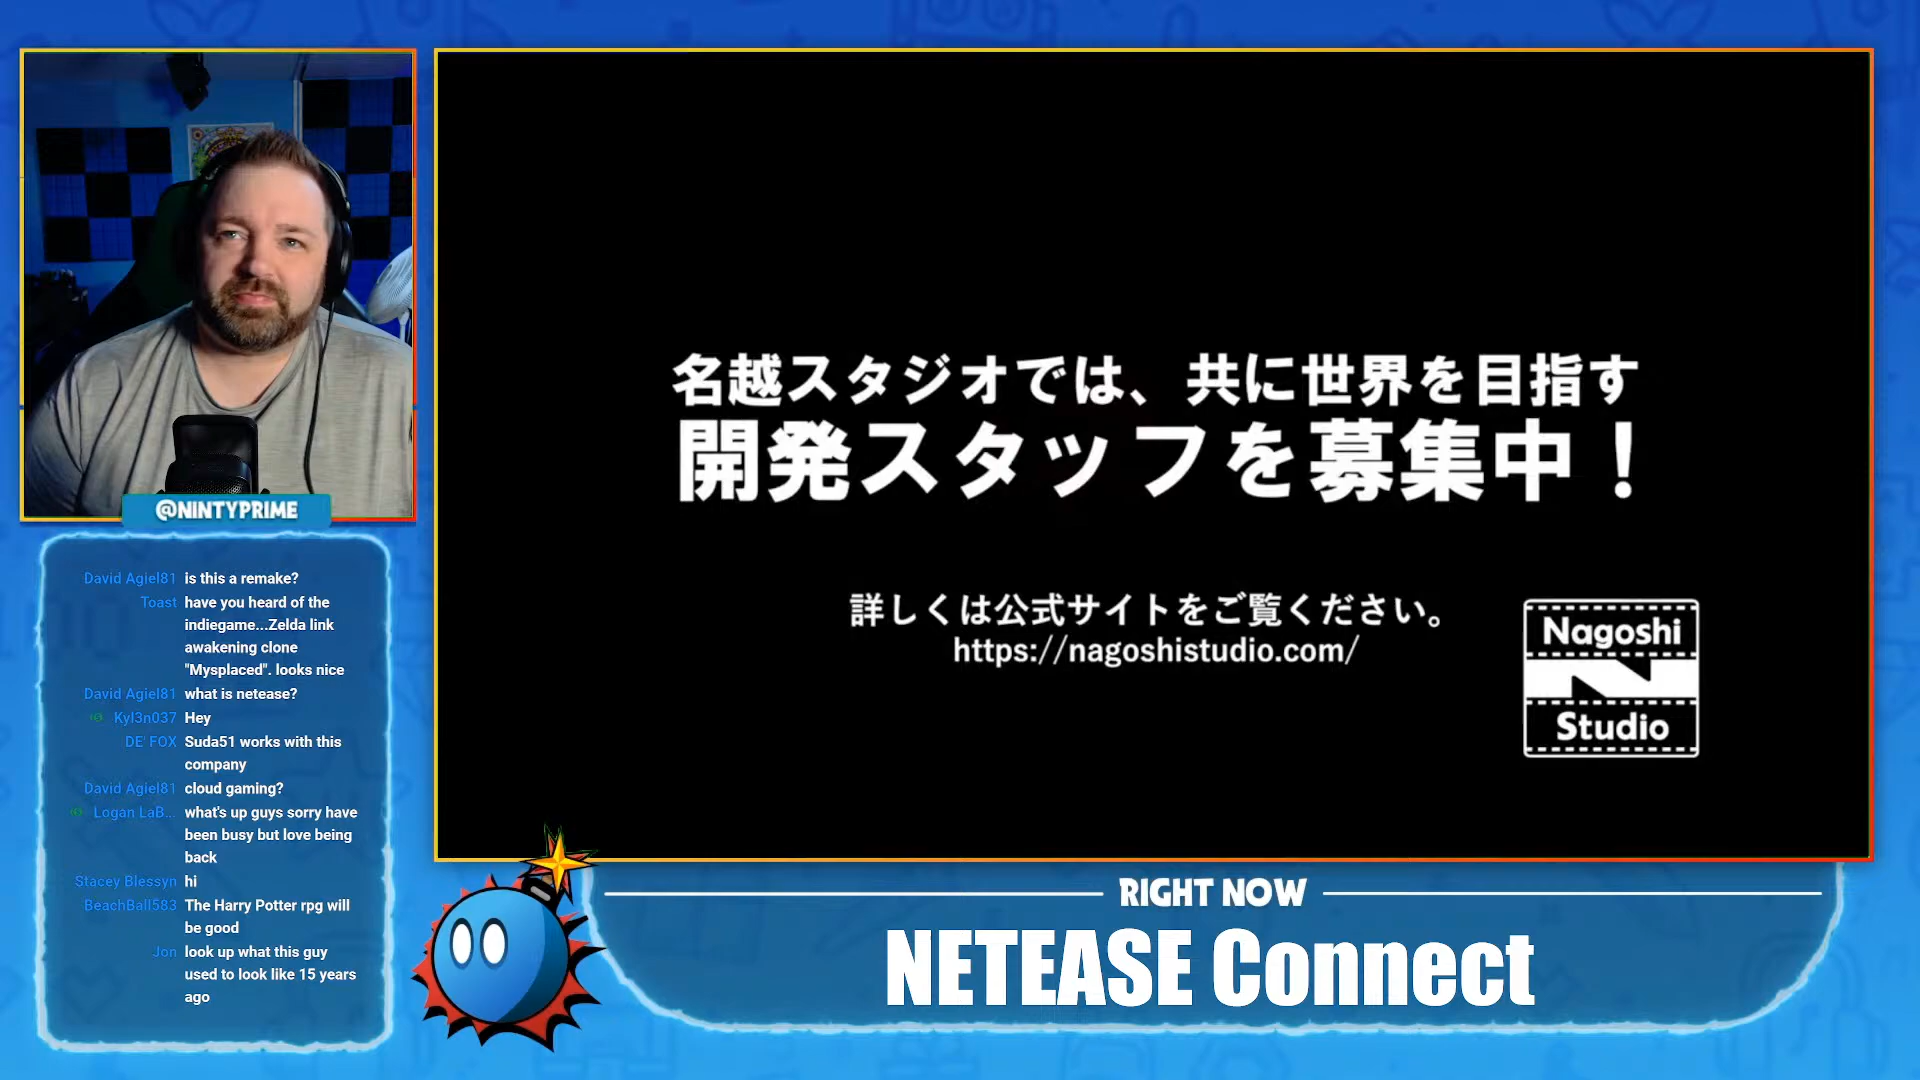 名越スタジオでは、共に世界を目指す
開発スタッフを募集中！
詳しくは公式サイトをご覧ください。
https://nagoshistudio.com/
Nagoshi
N
Studio
@NINTYPRIME
David Agiel81 is this a remake?
Toast have you heard of the
indiegame...Zelda link
awakening clone
"Mysplaced". looks nice
David Agiel81 what is netease?
Kyl3n037 Hey
DE' FOX Suda51 works with this
company
David Agiel81 cloud gaming?
Logan LaB... what's up guys sorry have
been busy but love being
back
Stacey Blessyn hi
BeachBall583 The Harry Potter rpg will
be good
Jon look up what this guy
used to look like 15 years
ago
RIGHT NOW
NETEASE Connect